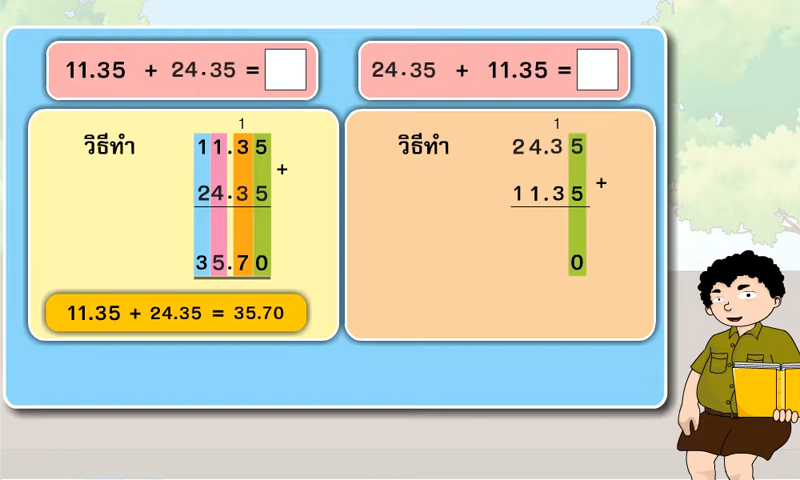 11.35 + 24.35 =
24.35 + 11.35 =
วิธีทำ
1
11.35
+
24.35
35.70
11.35 + 24.35 = 35.70
วิธีทำ
1
24.35
+
11.35
0